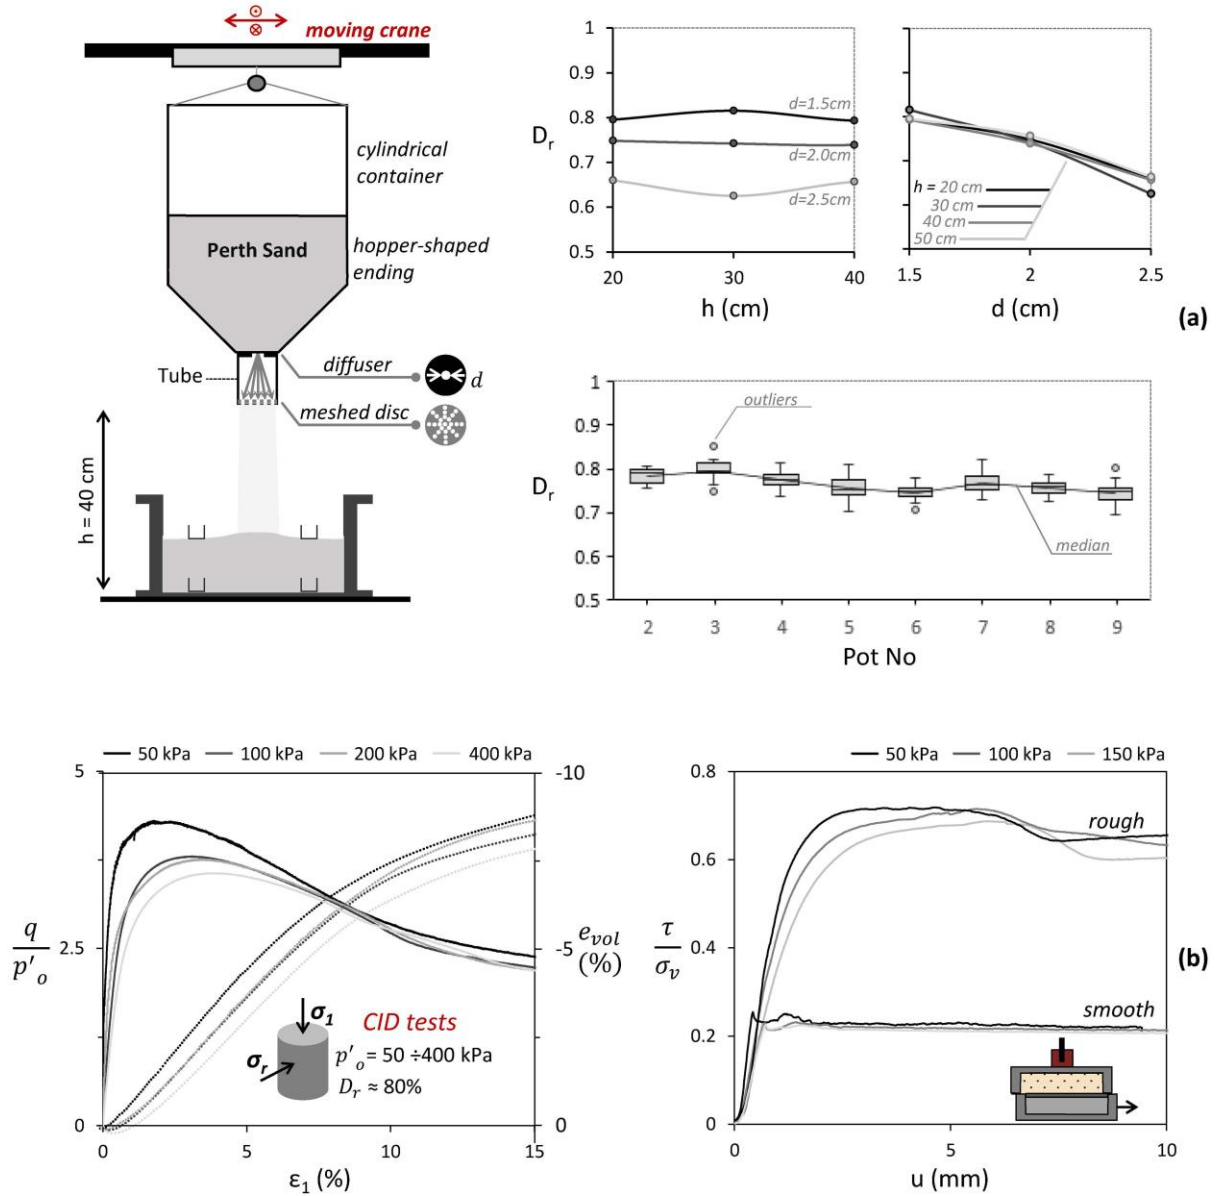 moving crane
cylindrical
container
Perth Sand
hopper-shaped
ending
Tube
diffuser
d
meshed disc
h = 40 cm
1
0.9
0.8
0.7
0.6
0.5
Dr
d=1.5cm
d=2.0cm
d=2.5cm
20
30
40
h (cm)
h = 20 cm
30 cm
40 cm
50 cm
1.5
2
2.5
d (cm)
(a)
1
0.9
0.8
0.7
0.6
0.5
Dr
outliers
median
2
3
4
5
6
7
8
9
Pot No
50 kPa
100 kPa
200 kPa
400 kPa
5
2.5
0
q
p'o
-10
-5
0
evol
(%)
σ1
σr
CID tests
p'o = 50 ÷400 kPa
Dr ≈ 80%
0
5
10
15
ε1 (%)
50 kPa
100 kPa
150 kPa
0.8
0.6
0.4
0.2
0
τ
σv
rough
smooth
0
5
10
u (mm)
(b)